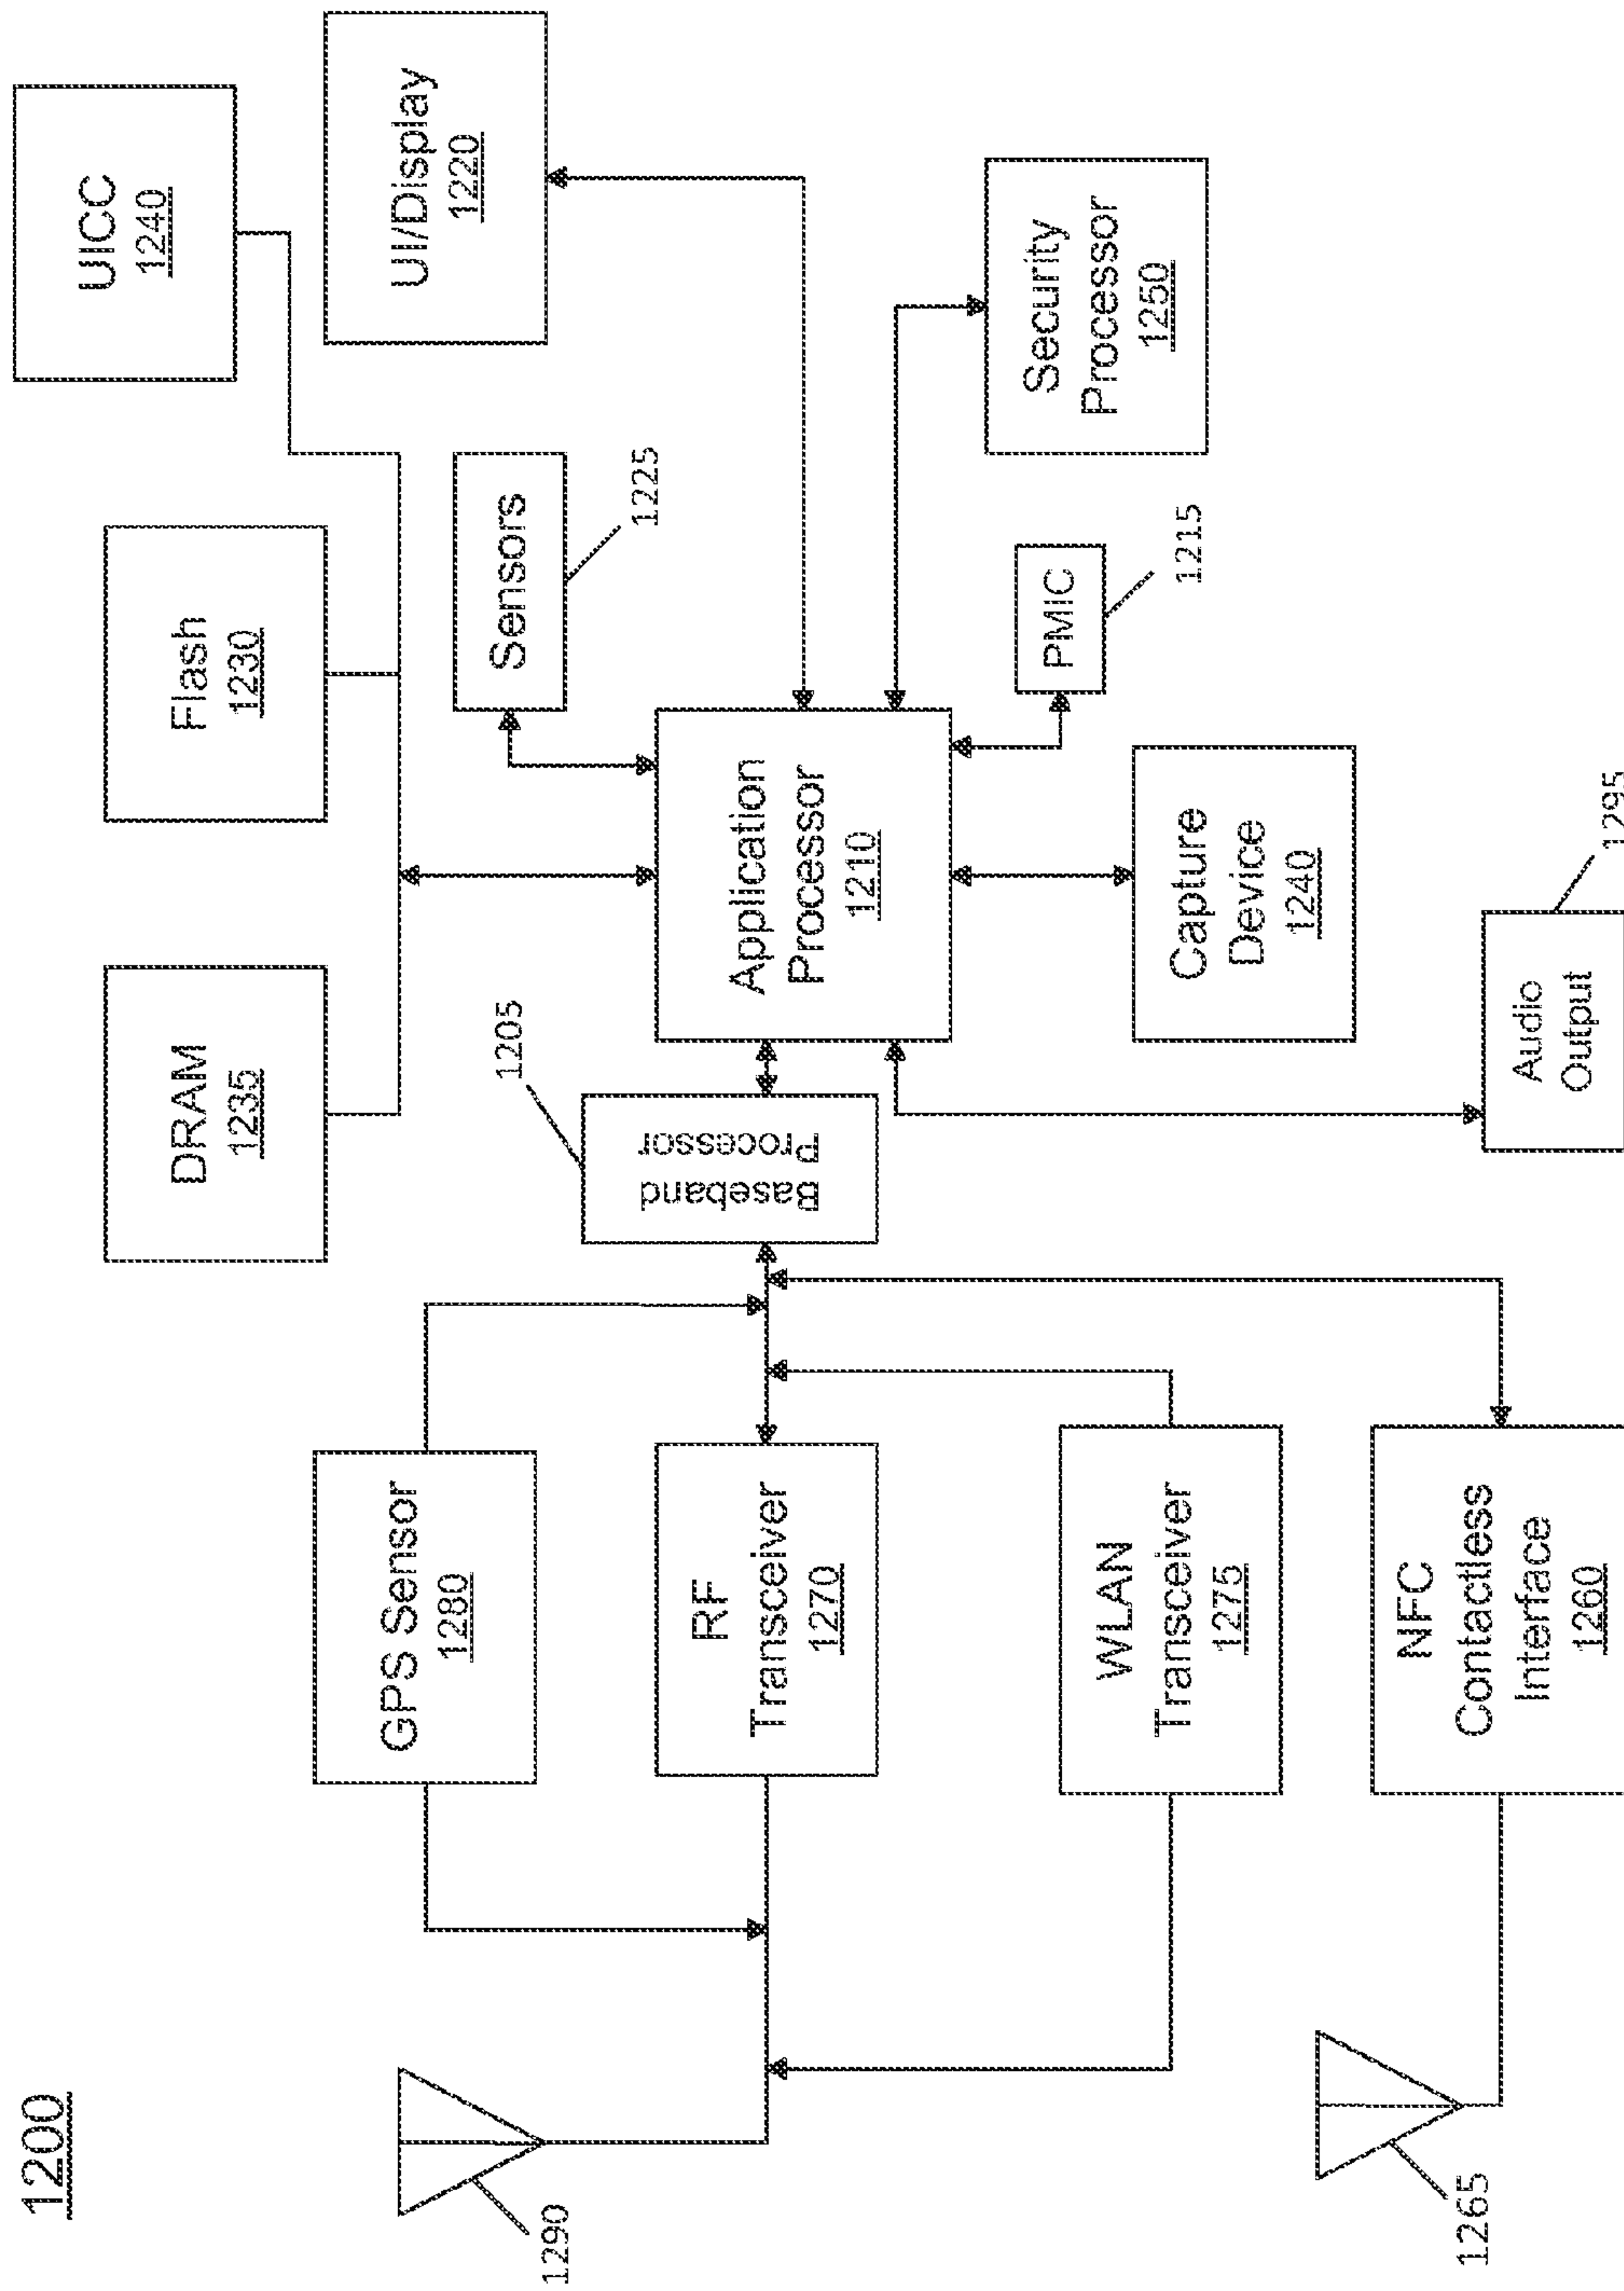 1200
UICC
1240
DRAM
1235
Flash
1230
UI/Display
1220
Sensors
1225
GPS Sensor
1280
1290
1205
Baseband
Processor
Application
Processor
1210
RF
Transceiver
1270
Security
Processor
1250
PMIC
1215
WLAN
Transceiver
1275
Capture
Device
1240
1265
NFC
Contactless
Interface
1260
Audio
Output
1295